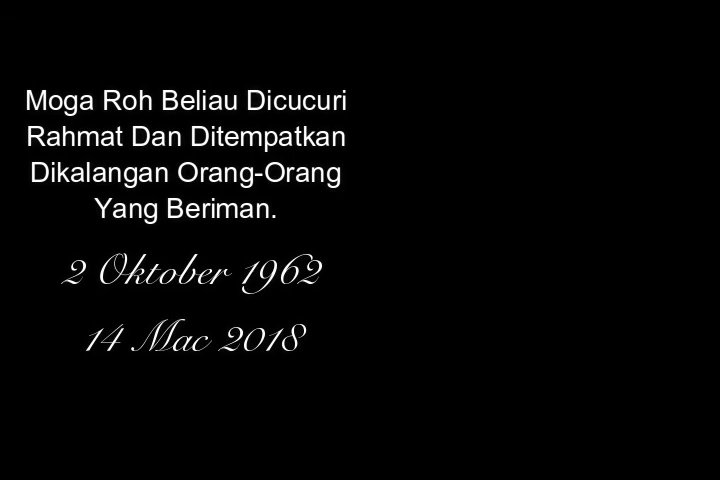 Moga Roh Beliau Dicucuri
Rahmat Dan Ditempatkan
Dikalangan Orang-Orang
Yang Beriman.
2 Oktober 1962
14 Mac 2018